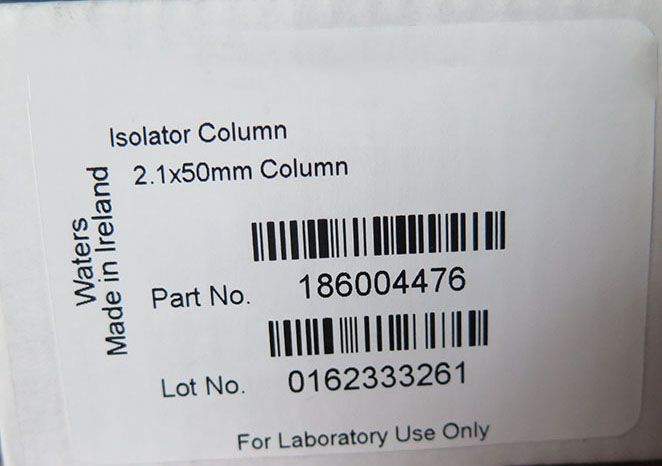 Isolator Column
2.1x50mm Column
Waters
Made in Ireland
Part No. 186004476
Lot No. 0162333261
For Laboratory Use Only